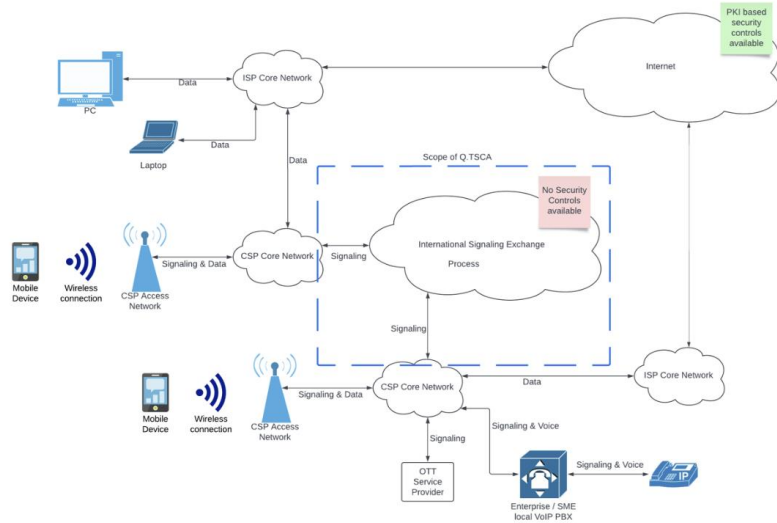 PKI based
security
controls
available
Internet
ISP Core Network
Data
PC
Data
Laptop
Data
Scope of Q.TSCA
No Security
Controls
available
International Signaling Exchange
Process
CSP Core Network
Signaling
Signaling & Data
Mobile
Device
Wireless
connection
CSP Access
Network
Signaling
ISP Core Network
CSP Core Network
Data
Signaling & Data
Mobile
Device
Wireless
connection
CSP Access
Network
Signaling & Voice
Signaling
OTT
Service
Provider
Signaling & Voice
IP
Enterprise / SME
local VoIP PBX